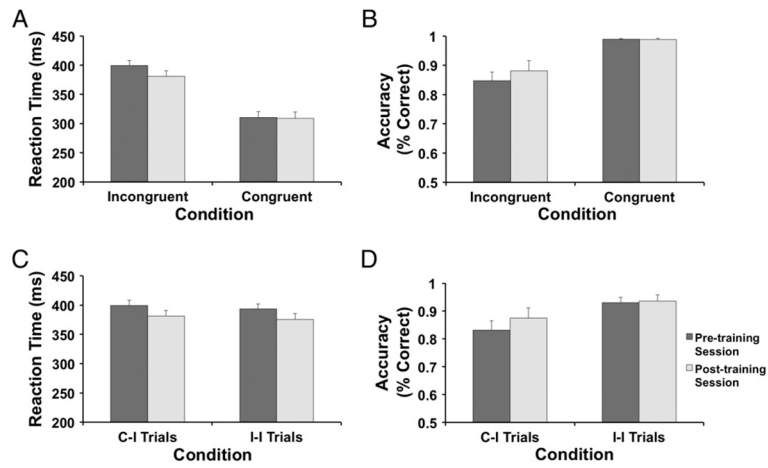 A
Reaction Time (ms)
450
400
350
300
250
200
Incongruent Congruent
Condition
B
Accuracy
(% Correct)
1
0.9
0.8
0.7
0.6
0.5
Incongruent Congruent
Condition
C
Reaction Time (ms)
450
400
350
300
250
200
C-I Trials I-I Trials
Condition
D
Accuracy
(% Correct)
1
0.9
0.8
0.7
0.6
0.5
C-I Trials I-I Trials
Condition
Pre-training
Session
Post-training
Session